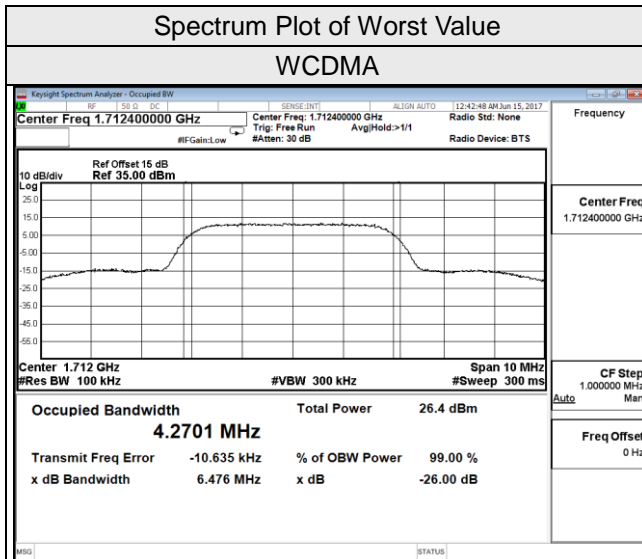 Spectrum Plot of Worst Value
WCDMA
Keysight Spectrum Analyzer - Occupied BW
RF 50 Ω DC SENSE:INT ALIGN AUTO 12:42:48 AM Jun 15, 2017
Center Freq 1.712400000 GHz
Center Freq: 1.712400000 GHz
Radio Std: None
Trig: Free Run Avg|Hold:>1/1
#IFGain:Low
#Atten: 30 dB
Radio Device: BTS
Frequency
Ref Offset 15 dB
10 dB/div Ref 35.00 dBm
Log
25.0
15.0
5.00
-5.00
-15.0
-25.0
-35.0
-45.0
-55.0
Center 1.712 GHz Span 10 MHz
#Res BW 100 kHz #VBW 300 kHz #Sweep 300 ms
Center Freq
1.712400000 GHz
CF Step
1.000000 MHz
Auto Man
Freq Offset
0 Hz
Occupied Bandwidth Total Power 26.4 dBm
4.2701 MHz
Transmit Freq Error -10.635 kHz % of OBW Power 99.00 %
x dB Bandwidth 6.476 MHz x dB -26.00 dB
MSG STATUS